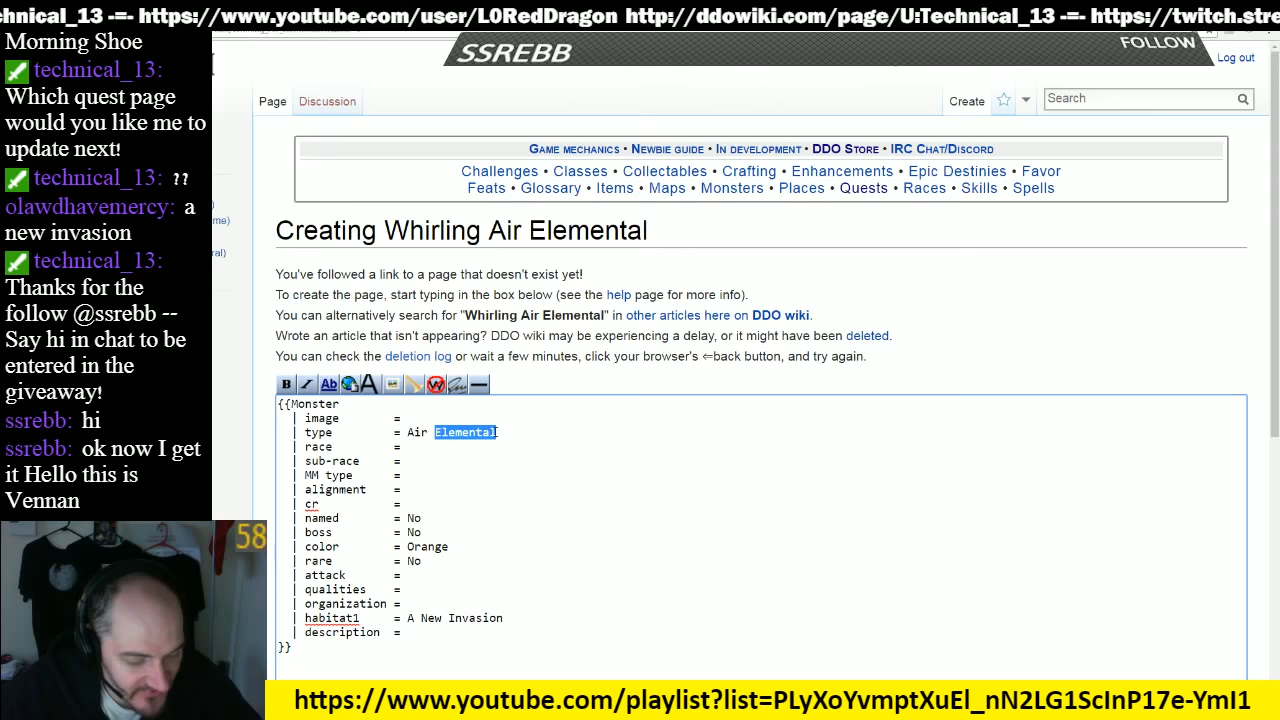 chnical_13 -=- https://www.youtube.com/user/L0RedDragon http://ddowiki.com/page/U:Technical_13 -=- https://twitch.stre
Morning Shoe
technical_13:
Which quest page
would you like me to
update next!
technical_13: ??
olawdhavemercy: a
new invasion
technical_13:
Thanks for the
follow @ssrebb --
Say hi in chat to be
entered in the
giveaway!
ssrebb: hi
ssrebb: ok now I get
it Hello this is
Vennan
58
SSREBB
FOLLOW
Log out
Page Discussion
Create
Search
me)
ral)
GAME MECHANICS • NEWBIE GUIDE • IN DEVELOPMENT • DDO STORE • IRC CHAT/DISCORD
Challenges • Classes • Collectables • Crafting • Enhancements • Epic Destinies • Favor
Feats • Glossary • Items • Maps • Monsters • Places • Quests • Races • Skills • Spells
Creating Whirling Air Elemental
You've followed a link to a page that doesn't exist yet!
To create the page, start typing in the box below (see the help page for more info).
You can alternatively search for "Whirling Air Elemental" in other articles here on DDO wiki.
Wrote an article that isn't appearing? DDO wiki may be experiencing a delay, or it might have been deleted.
You can check the deletion log or wait a few minutes, click your browser's ⇐back button, and try again.
B I Ab A W
{{Monster
| image =
| type = Air Elemental
| race =
| sub-race =
| MM type =
| alignment =
| cr =
| named = No
| boss = No
| color = Orange
| rare = No
| attack =
| qualities =
| organization =
| habitat1 = A New Invasion
| description =
}}
https://www.youtube.com/playlist?list=PLyXoYvmptXuEl_nN2LG1ScInP17e-YmI1